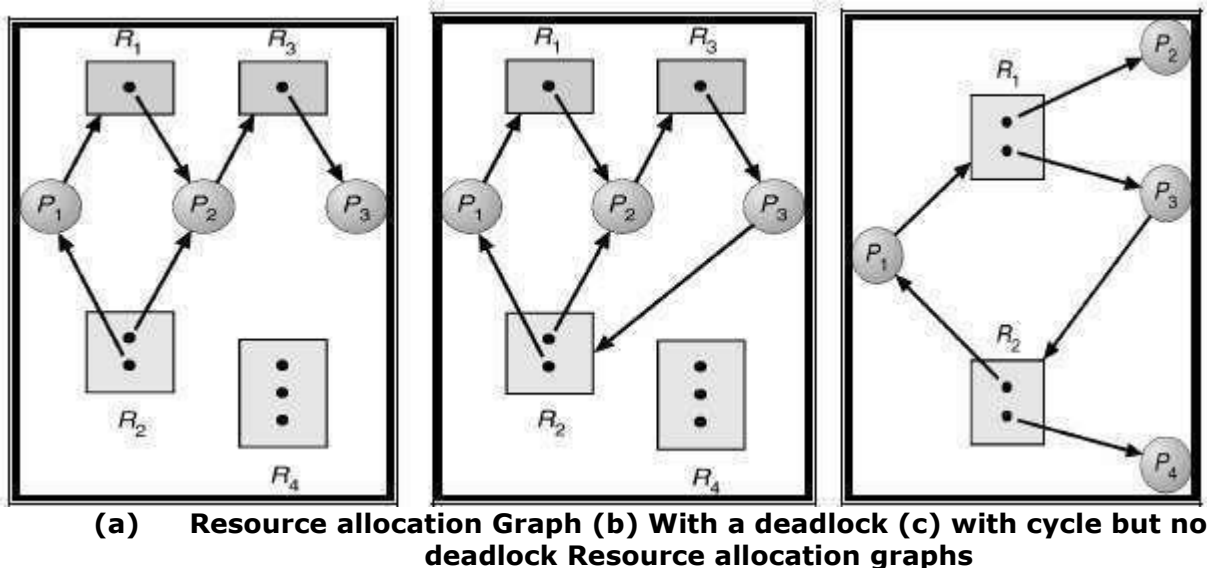 R1 R3
P1 P2 P3
R2
R4
R1 R3
P1 P2 P3
R2
R4
P2
R1
P3
P1
R2
P4
(a) Resource allocation Graph (b) With a deadlock (c) with cycle but no
deadlock Resource allocation graphs